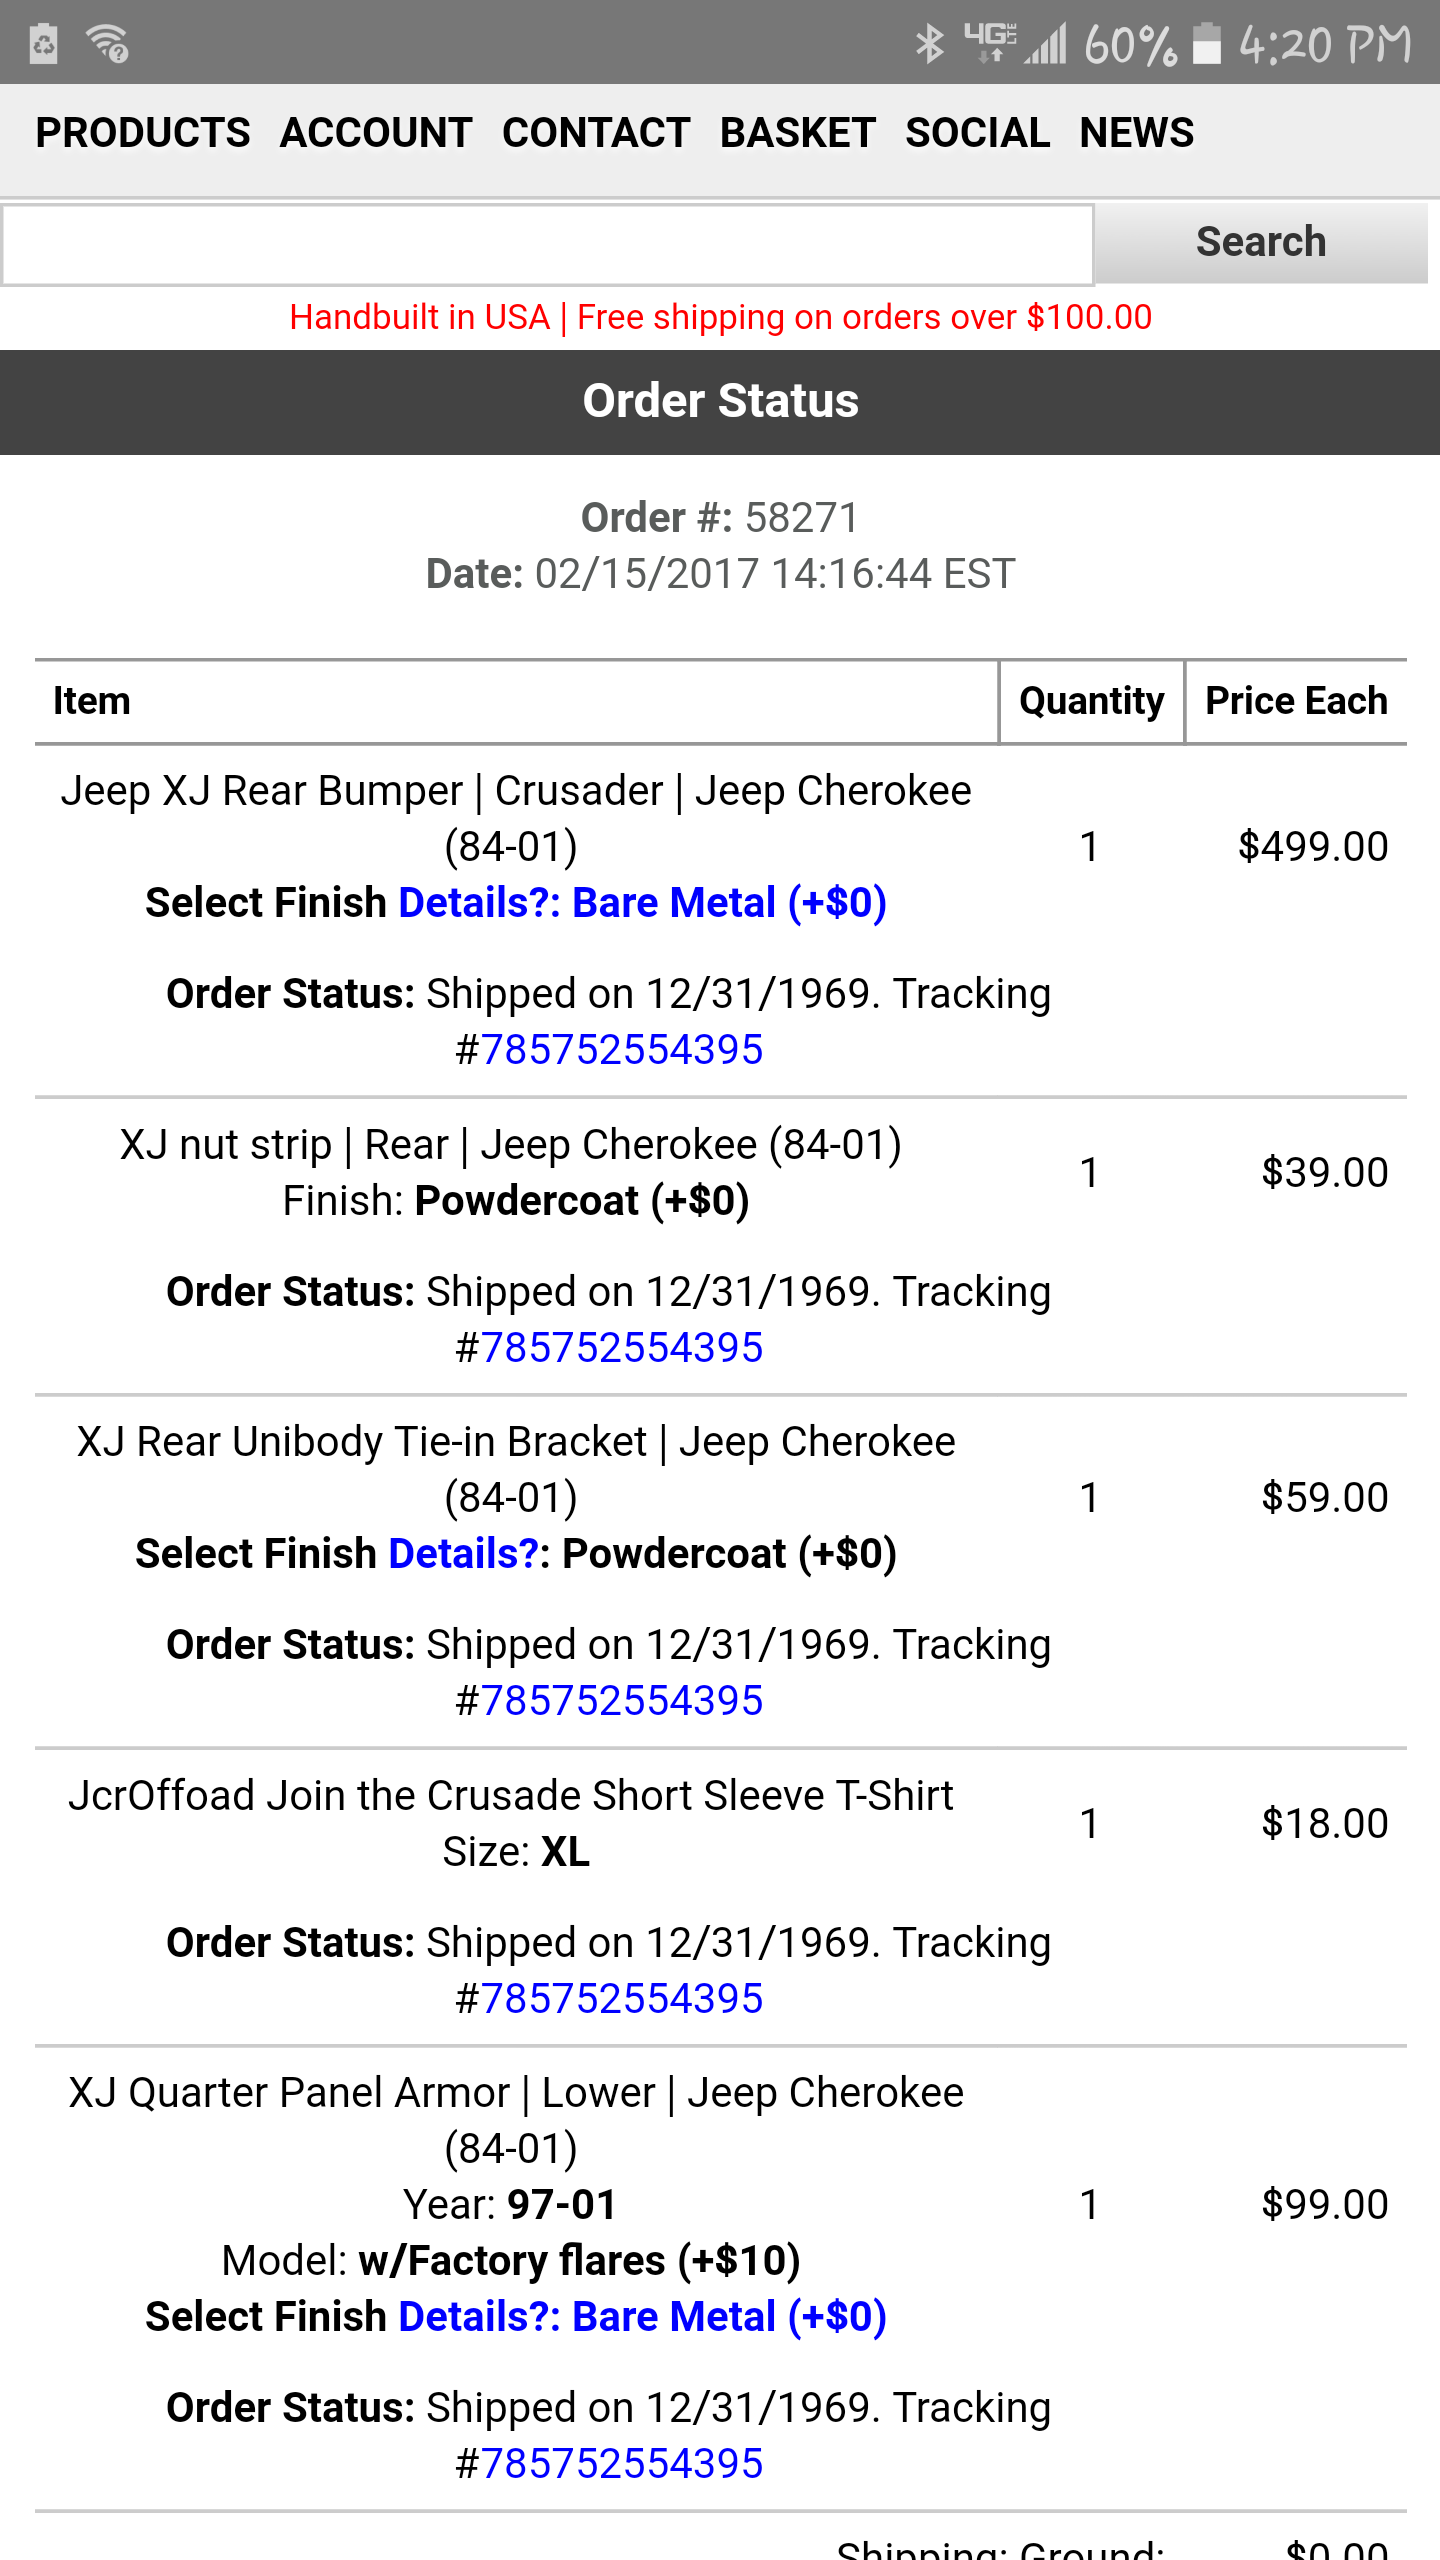 4G LTE 60% 4:20 PM
PRODUCTS ACCOUNT CONTACT BASKET SOCIAL NEWS
Search
Handbuilt in USA | Free shipping on orders over $100.00
Order Status
Order #: 58271
Date: 02/15/2017 14:16:44 EST
Item Quantity Price Each
Jeep XJ Rear Bumper | Crusader | Jeep Cherokee
(84-01) 1 $499.00
Select Finish Details?: Bare Metal (+$0)
Order Status: Shipped on 12/31/1969. Tracking
#785752554395
XJ nut strip | Rear | Jeep Cherokee (84-01)
1 $39.00
Finish: Powdercoat (+$0)
Order Status: Shipped on 12/31/1969. Tracking
#785752554395
XJ Rear Unibody Tie-in Bracket | Jeep Cherokee
(84-01) 1 $59.00
Select Finish Details?: Powdercoat (+$0)
Order Status: Shipped on 12/31/1969. Tracking
#785752554395
JcrOffoad Join the Crusade Short Sleeve T-Shirt
1 $18.00
Size: XL
Order Status: Shipped on 12/31/1969. Tracking
#785752554395
XJ Quarter Panel Armor | Lower | Jeep Cherokee
(84-01)
Year: 97-01 1 $99.00
Model: w/Factory flares (+$10)
Select Finish Details?: Bare Metal (+$0)
Order Status: Shipped on 12/31/1969. Tracking
#785752554395
Shipping: Ground: $0.00